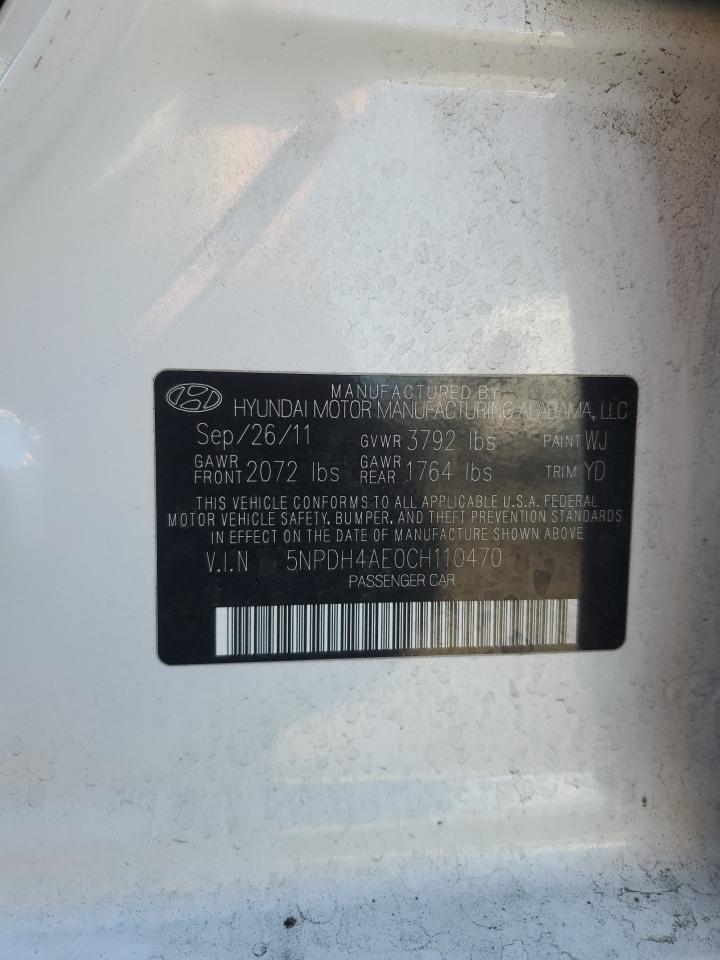 MANUFACTURED BY
HYUNDAI MOTOR MANUFACTURING ALABAMA, LLC
Sep/26/11 GVWR 3792 lbs PAINT WJ
GAWR FRONT 2072 lbs GAWR REAR 1764 lbs TRIM YD
THIS VEHICLE CONFORMS TO ALL APPLICABLE U.S.A. FEDERAL
MOTOR VEHICLE SAFETY, BUMPER, AND THEFT PREVENTION STANDARDS
IN EFFECT ON THE DATE OF MANUFACTURE SHOWN ABOVE
V.I.N 5NPDH4AE0CH110470
PASSENGER CAR